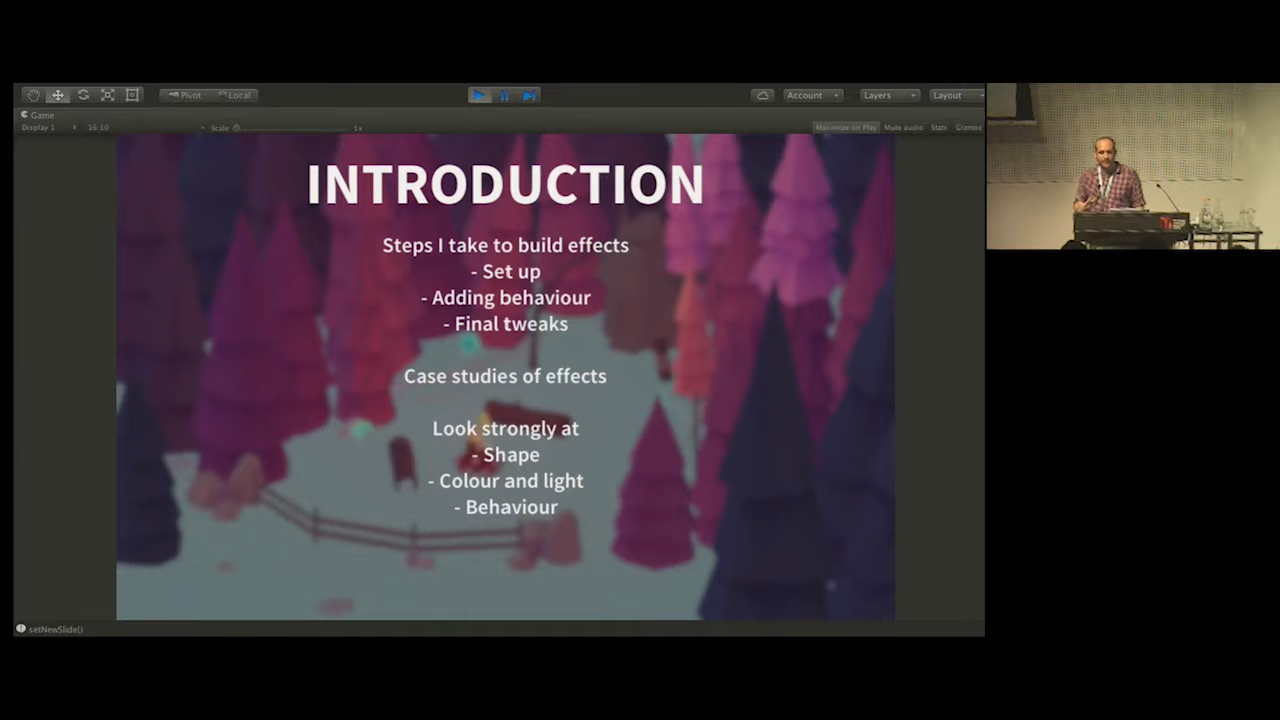 Pivot Local
Account Layers Layout
Game
Display 1 16:10 Scale 1x Maximize on Play Mute audio Stats Gizmos
INTRODUCTION
Steps I take to build effects
- Set up
- Adding behaviour
- Final tweaks
Case studies of effects
Look strongly at
- Shape
- Colour and light
- Behaviour
setNewSlide()